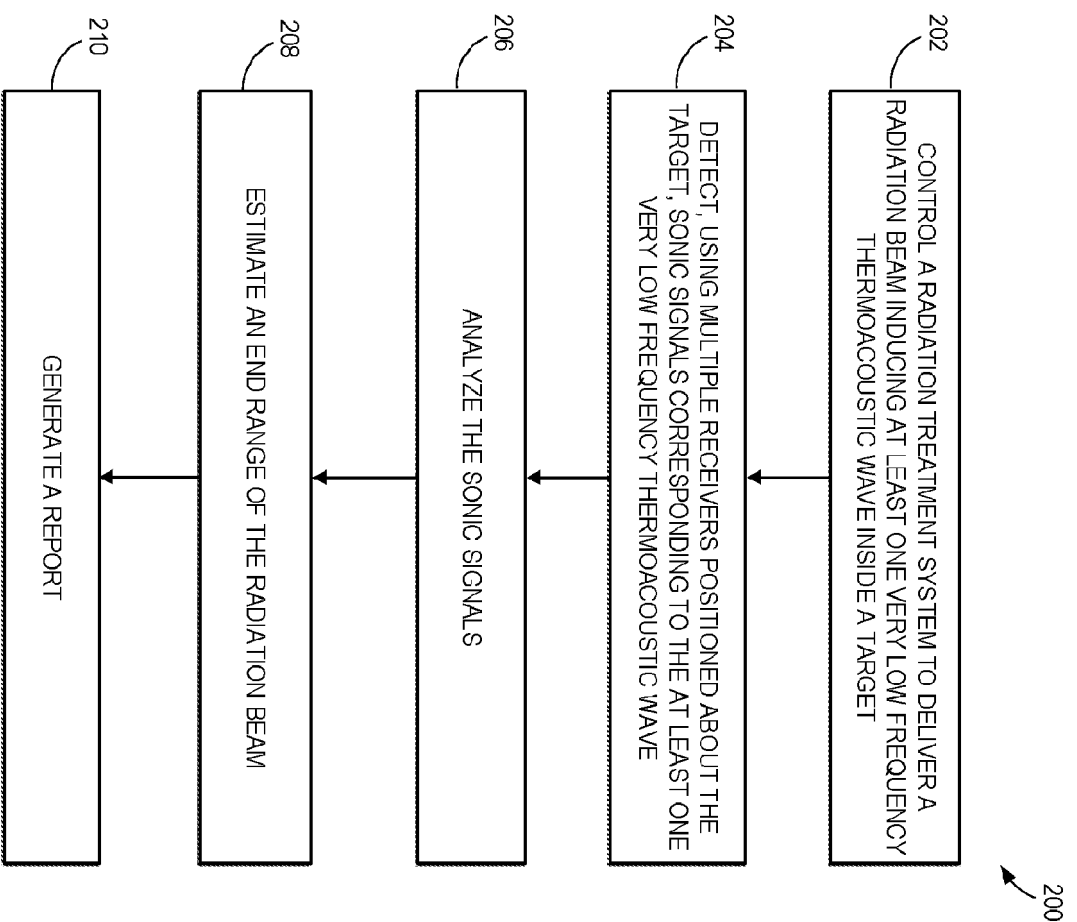 200
202
CONTROL A RADIATION TREATMENT SYSTEM TO DELIVER A
RADIATION BEAM INDUCING AT LEAST ONE VERY LOW FREQUENCY
THERMOACOUSTIC WAVE INSIDE A TARGET
204
DETECT, USING MULTIPLE RECEIVERS POSITIONED ABOUT THE
TARGET, SONIC SIGNALS CORRESPONDING TO THE AT LEAST ONE
VERY LOW FREQUENCY THERMOACOUSTIC WAVE
206
ANALYZE THE SONIC SIGNALS
208
ESTIMATE AN END RANGE OF THE RADIATION BEAM
210
GENERATE A REPORT